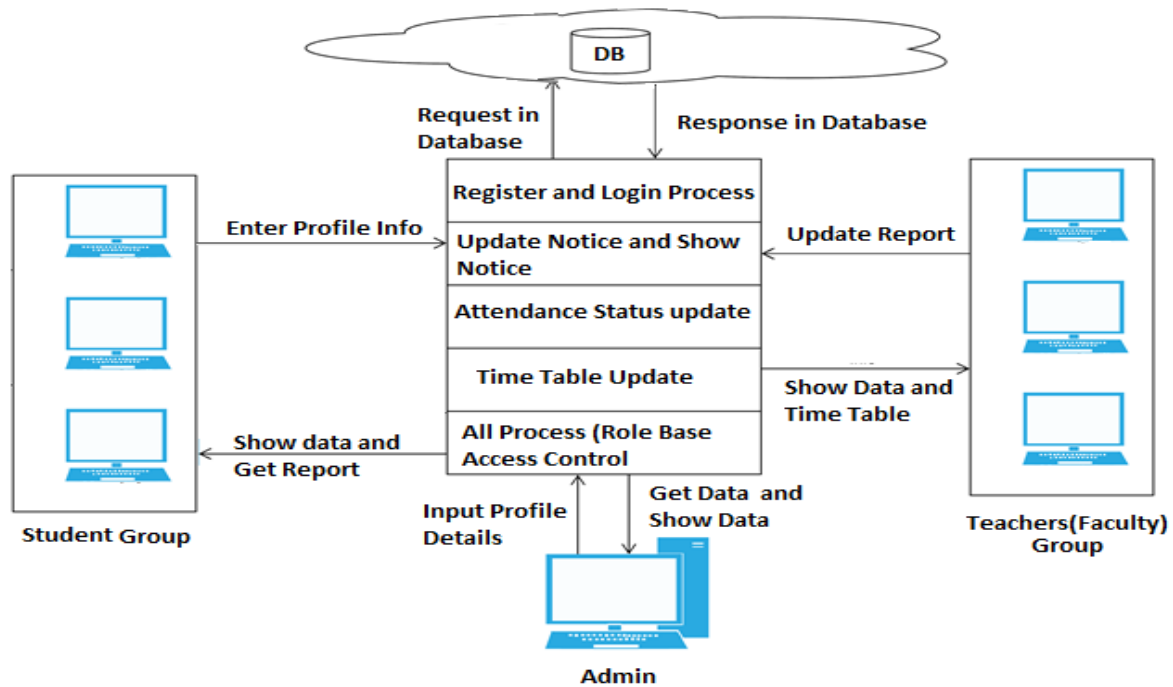 DB
Request in
Database
Response in Database
Register and Login Process
Enter Profile Info
Update Notice and Show
Notice
Update Report
Attendance Status update
Time Table Update
Show Data and
Time Table
All Process (Role Base
Access Control
Show data and
Get Report
Input Profile
Details
Get Data and
Show Data
Student Group
Teachers(Faculty)
Group
Admin